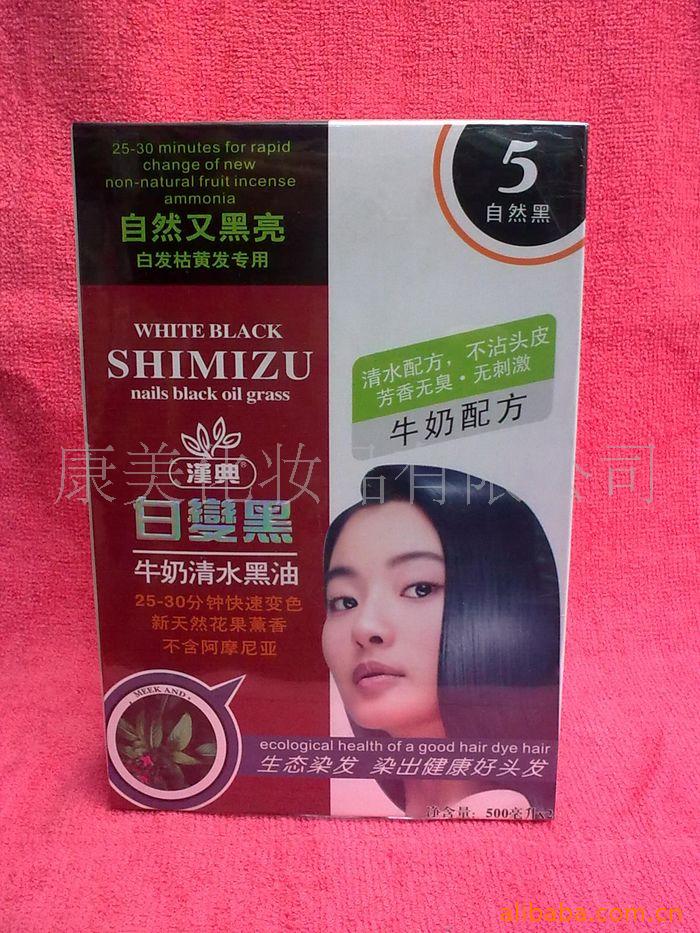 25-30 minutes for rapid
change of new
non-natural fruit incense
ammonia
自然又黑亮
白发枯黄发专用
5
自然黑
WHITE BLACK
SHIMIZU
nails black oil grass
清水配方，不沾头皮
芳香无臭·无刺激
牛奶配方
漢典®
康美化妆品有限公司
白變黑
牛奶清水黑油
25-30分钟快速变色
新天然花果薰香
不含阿摩尼亚
MEEK AND
ecological health of a good hair dye hair
生态染发 染出健康好头发
净含量：500毫升x2
alibaba.com.cn